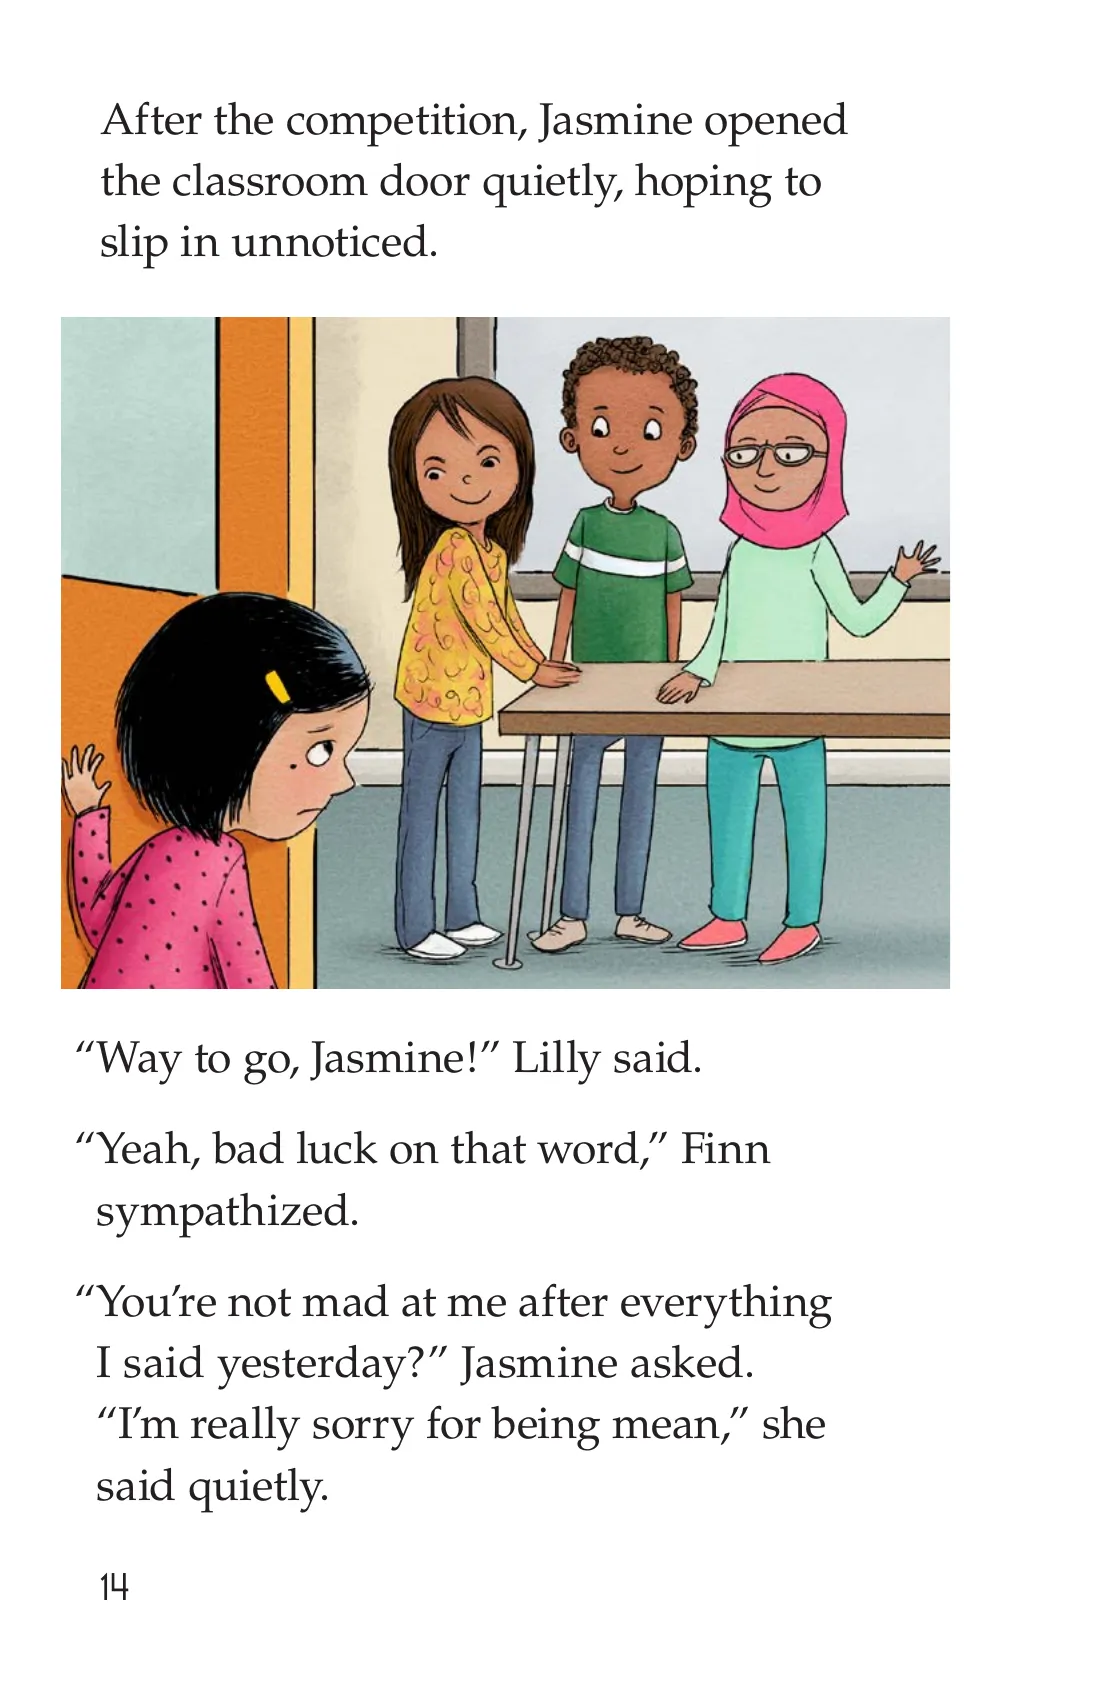 After the competition, Jasmine opened
the classroom door quietly, hoping to
slip in unnoticed.
“Way to go, Jasmine!” Lilly said.
“Yeah, bad luck on that word,” Finn
sympathized.
“You’re not mad at me after everything
I said yesterday?” Jasmine asked.
“I’m really sorry for being mean,” she
said quietly.
14